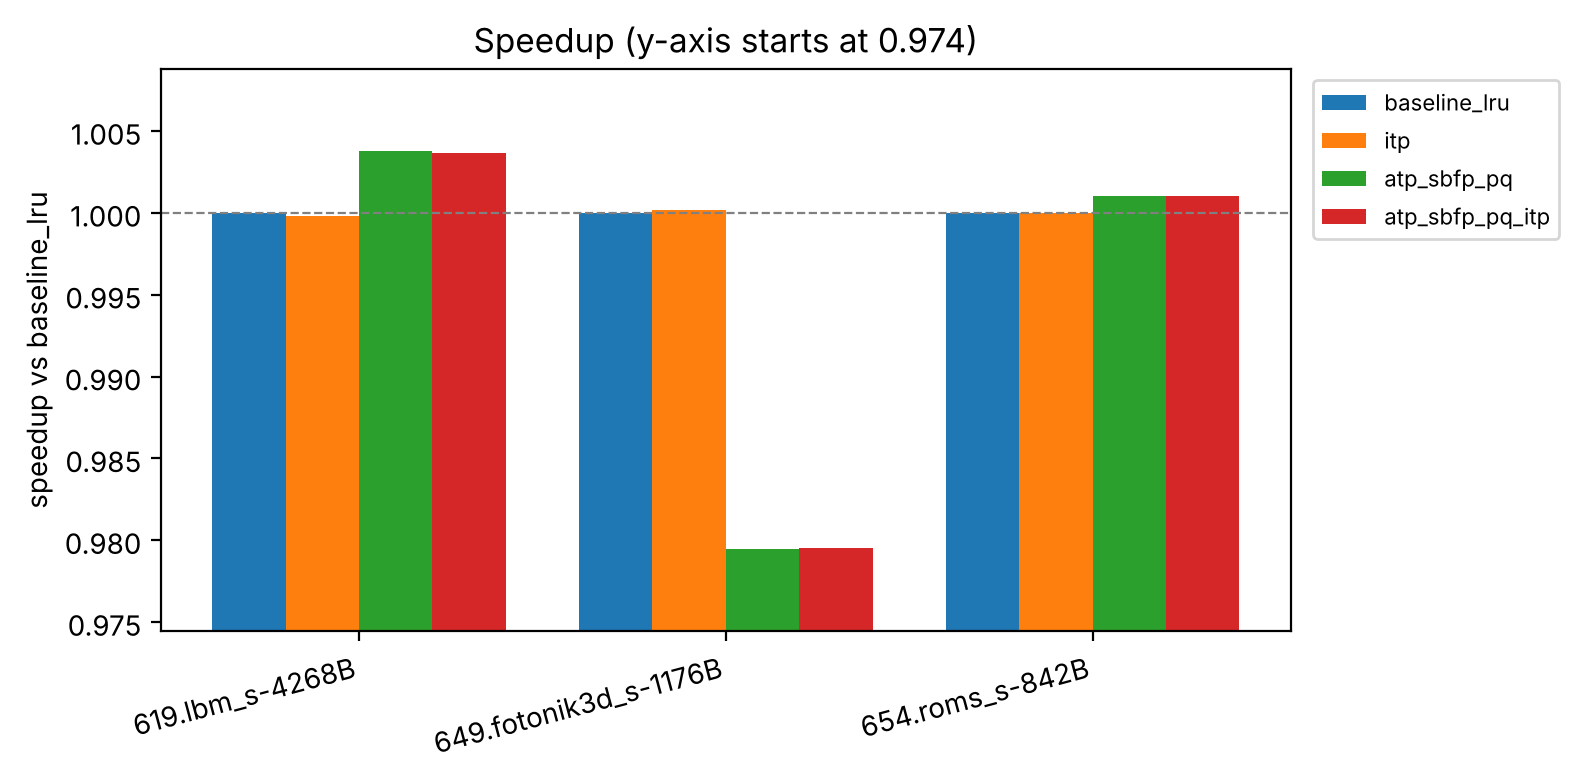 Speedup (y-axis starts at 0.974)
speedup vs baseline_lru
1.005
1.000
0.995
0.990
0.985
0.980
0.975
619.lbm_s-4268B
649.fotonik3d_s-1176B
654.roms_s-842B
baseline_lru
itp
atp_sbfp_pq
atp_sbfp_pq_itp